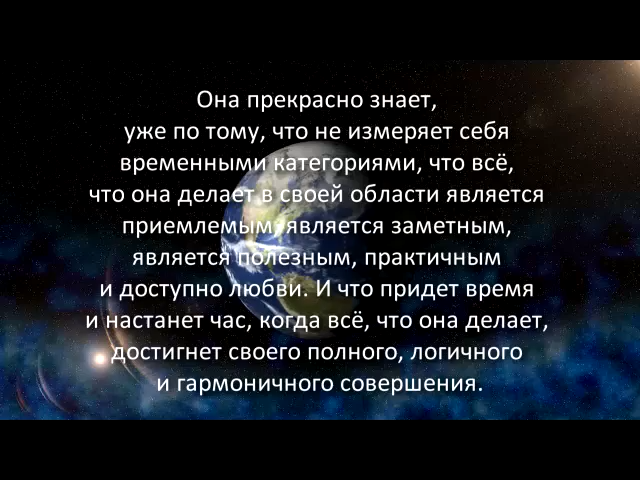 Она прекрасно знает,
уже по тому, что не измеряет себя
временными категориями, что всё,
что она делает в своей области является
приемлемым, является заметным,
является полезным, практичным
и доступно любви. И что придет время
и настанет час, когда всё, что она делает,
достигнет своего полного, логичного
и гармоничного совершения.